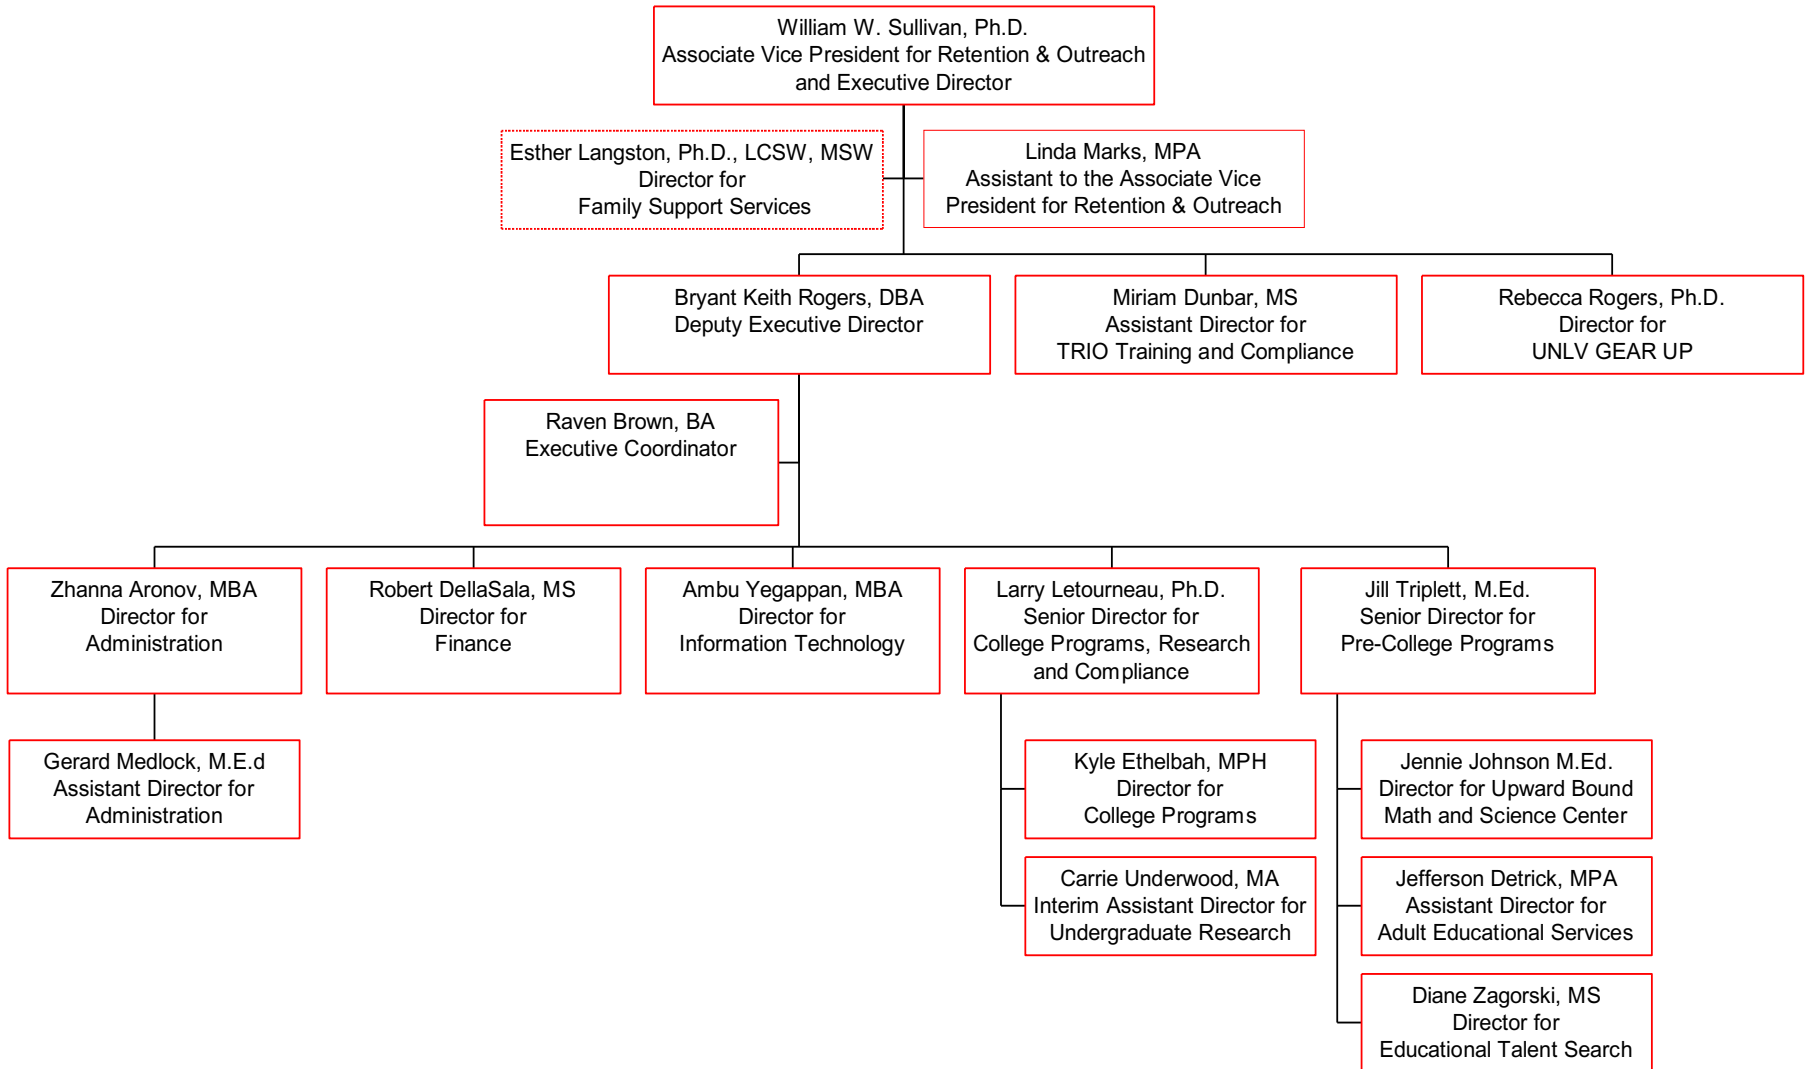 William W. Sullivan, Ph.D.
Associate Vice President for Retention & Outreach
and Executive Director
Esther Langston, Ph.D., LCSW, MSW
Director for
Family Support Services
Linda Marks, MPA
Assistant to the Associate Vice
President for Retention & Outreach
Bryant Keith Rogers, DBA
Deputy Executive Director
Miriam Dunbar, MS
Assistant Director for
TRIO Training and Compliance
Rebecca Rogers, Ph.D.
Director for
UNLV GEAR UP
Raven Brown, BA
Executive Coordinator
Zhanna Aronov, MBA
Director for
Administration
Robert DellaSala, MS
Director for
Finance
Ambu Yegappan, MBA
Director for
Information Technology
Larry Letourneau, Ph.D.
Senior Director for
College Programs, Research
and Compliance
Jill Triplett, M.Ed.
Senior Director for
Pre-College Programs
Gerard Medlock, M.E.d
Assistant Director for
Administration
Kyle Ethelbah, MPH
Director for
College Programs
Carrie Underwood, MA
Interim Assistant Director for
Undergraduate Research
Jennie Johnson M.Ed.
Director for Upward Bound
Math and Science Center
Jefferson Detrick, MPA
Assistant Director for
Adult Educational Services
Diane Zagorski, MS
Director for
Educational Talent Search